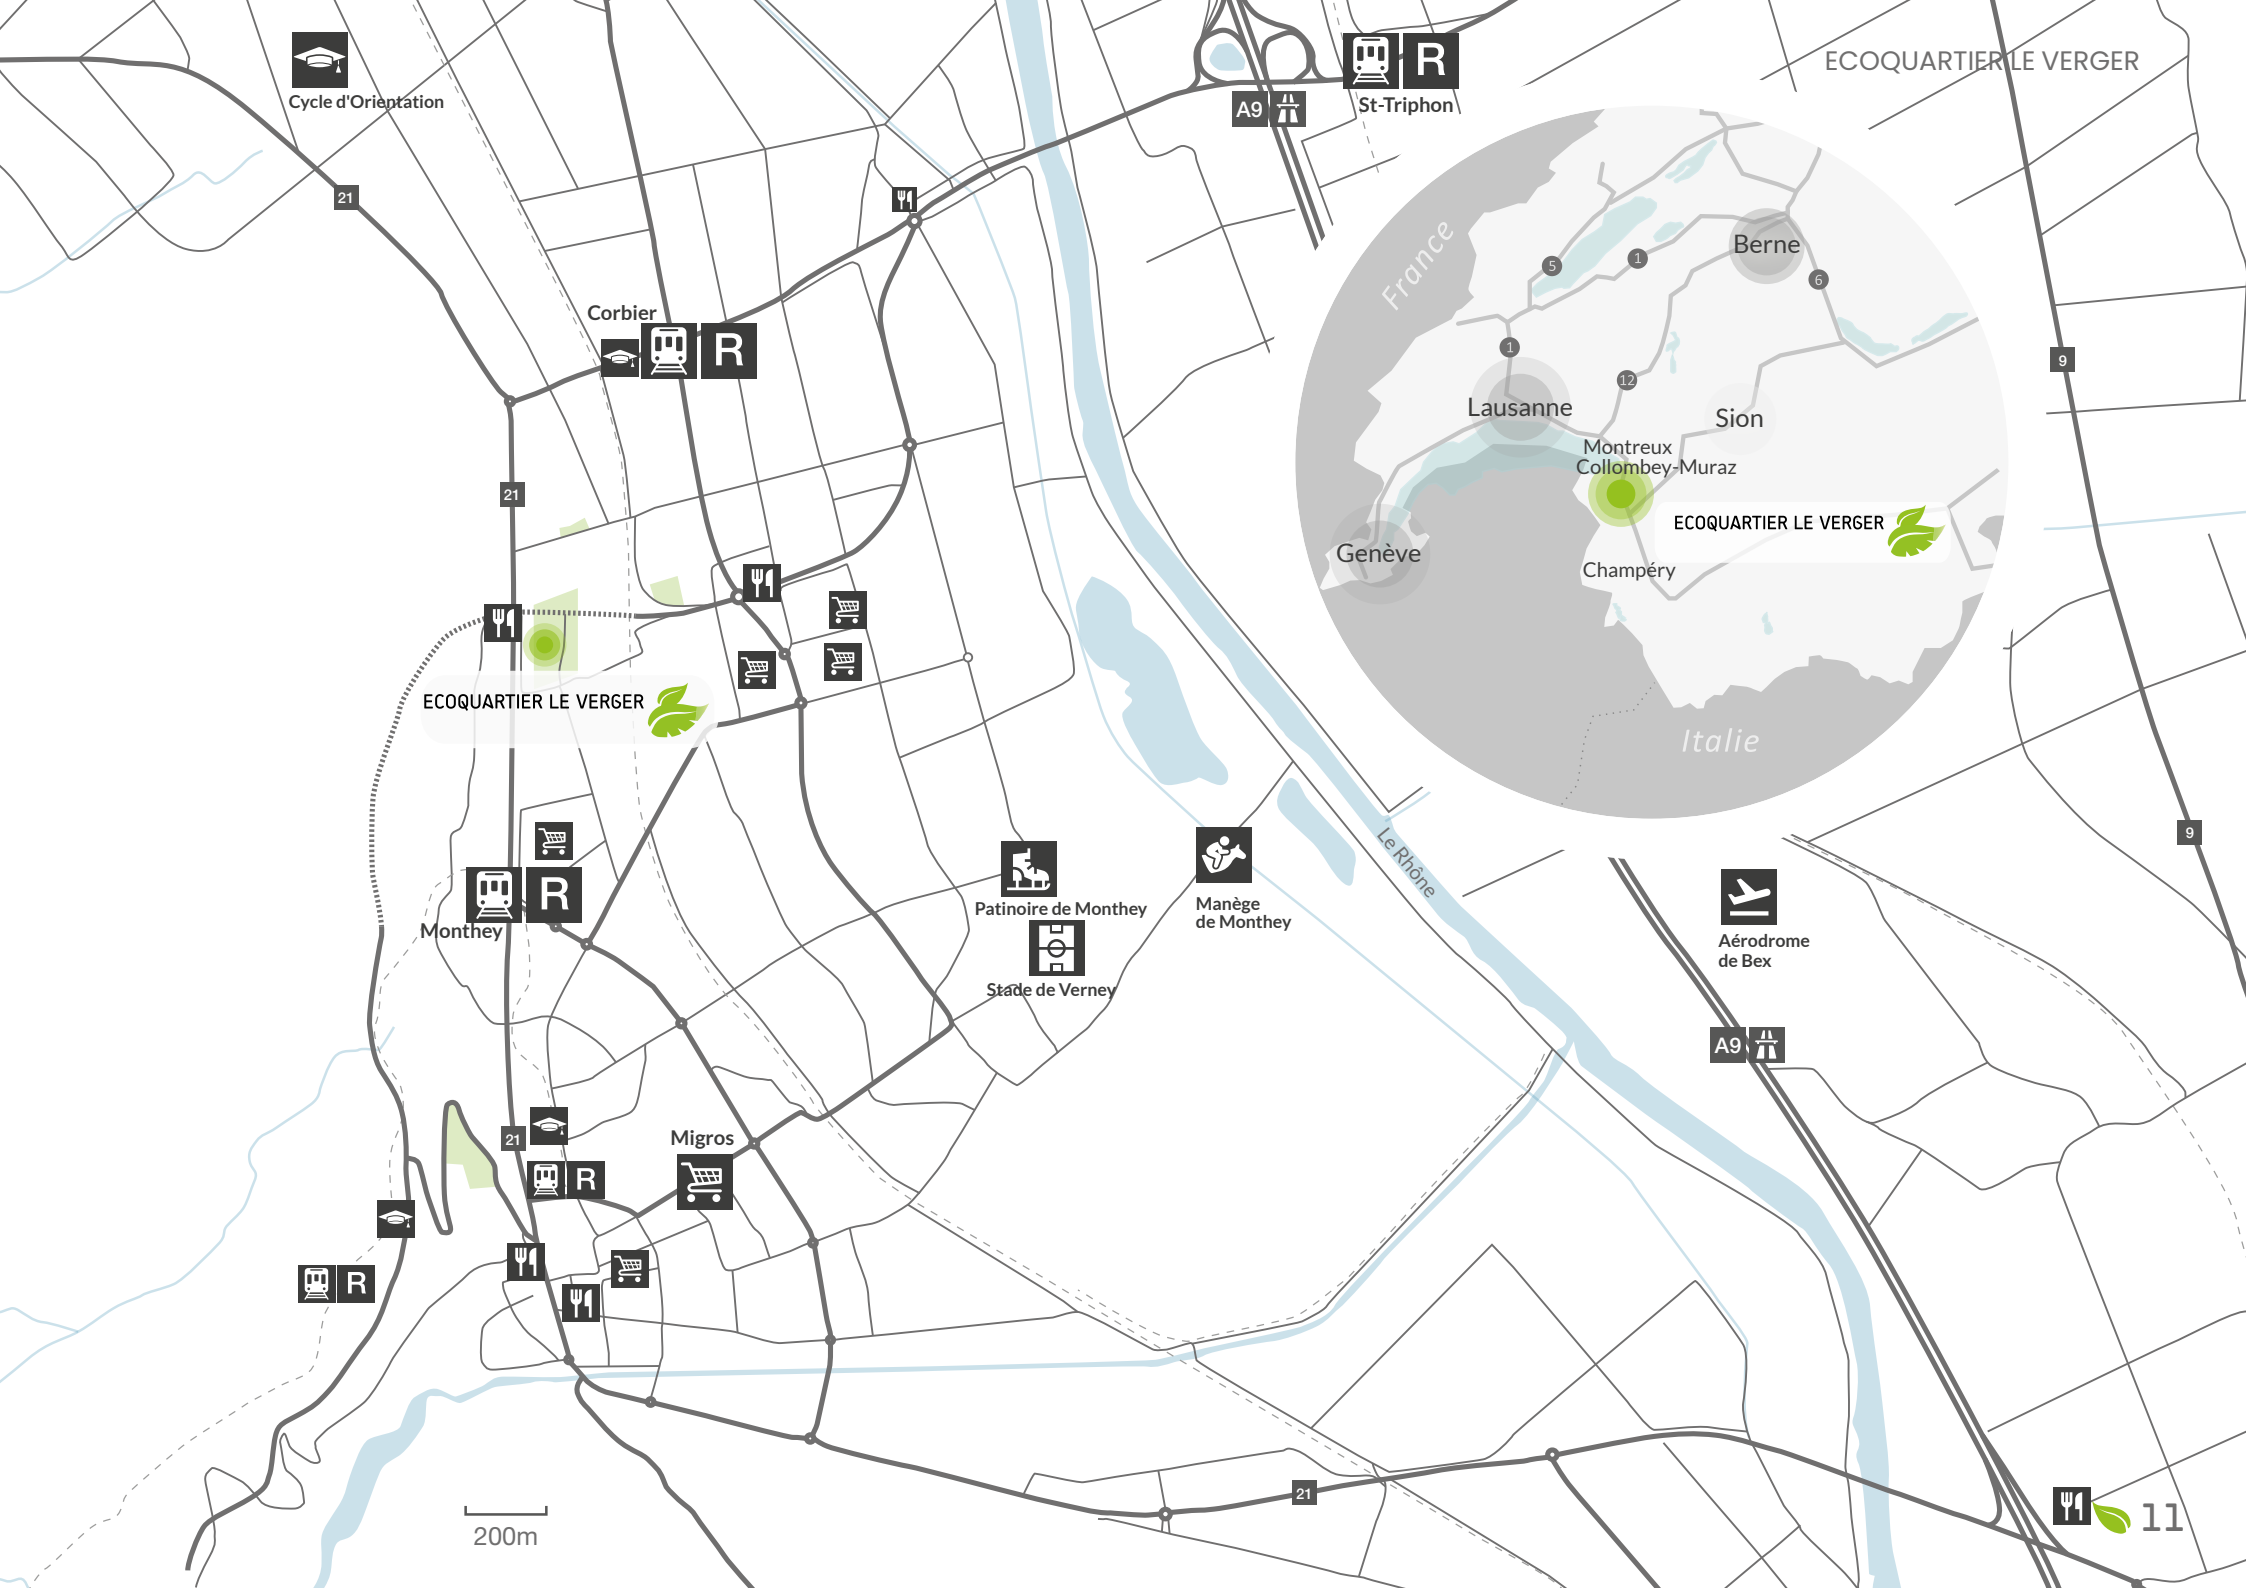 ECOQUARTIER LE VERGER
Cycle d'Orientation
St-Triphon
R
A9
21
France
Berne
5
1
6
Corbier
R
1
9
12
Lausanne
Sion
Montreux
Collombey-Muraz
21
ECOQUARTIER LE VERGER
Genève
Champéry
ECOQUARTIER LE VERGER
Italie
9
Le Rhône
R
Monthey
Patinoire de Monthey
Manège
de Monthey
Stade de Verney
Aérodrome
de Bex
A9
21
Migros
R
R
21
200m
11